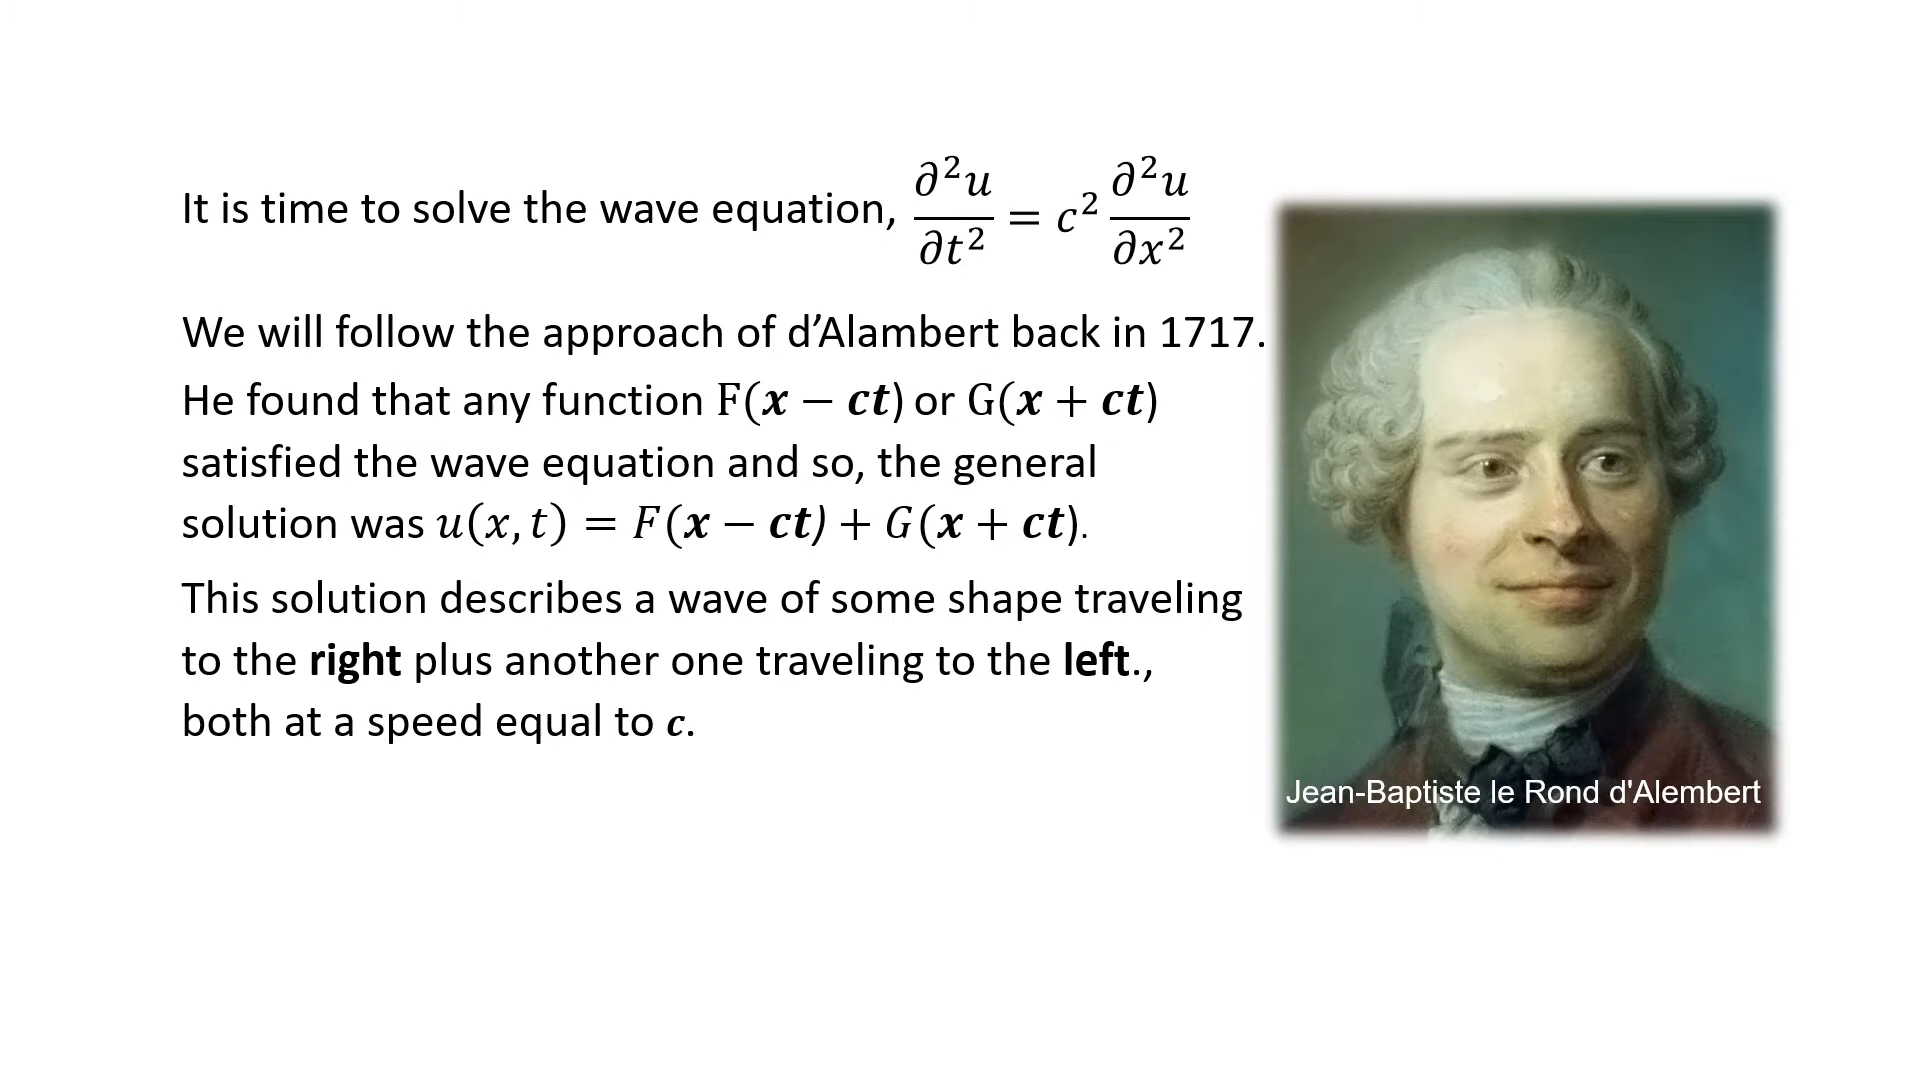 It is time to solve the wave equation, ∂²u/∂t² = c² ∂²u/∂x²
We will follow the approach of d’Alambert back in 1717.
He found that any function F(x − ct) or G(x + ct)
satisfied the wave equation and so, the general
solution was u(x, t) = F(x − ct) + G(x + ct).
This solution describes a wave of some shape traveling
to the right plus another one traveling to the left.,
both at a speed equal to c.
Jean-Baptiste le Rond d'Alembert